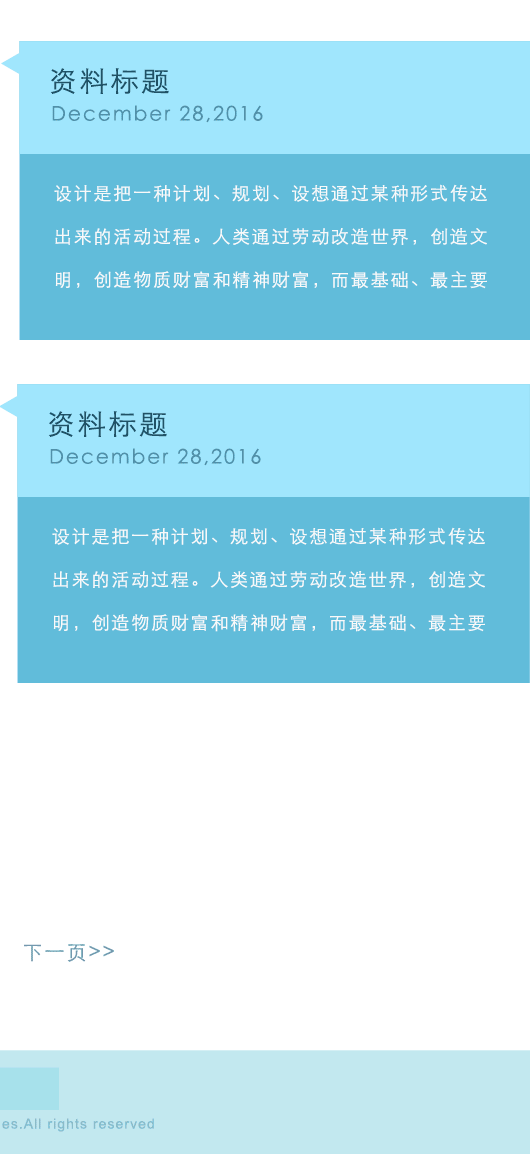 资料标题
December 28,2016
设计是把一种计划、规划、设想通过某种形式传达
出来的活动过程。人类通过劳动改造世界，创造文
明，创造物质财富和精神财富，而最基础、最主要
资料标题
December 28,2016
设计是把一种计划、规划、设想通过某种形式传达
出来的活动过程。人类通过劳动改造世界，创造文
明，创造物质财富和精神财富，而最基础、最主要
下一页>>
es.All rights reserved